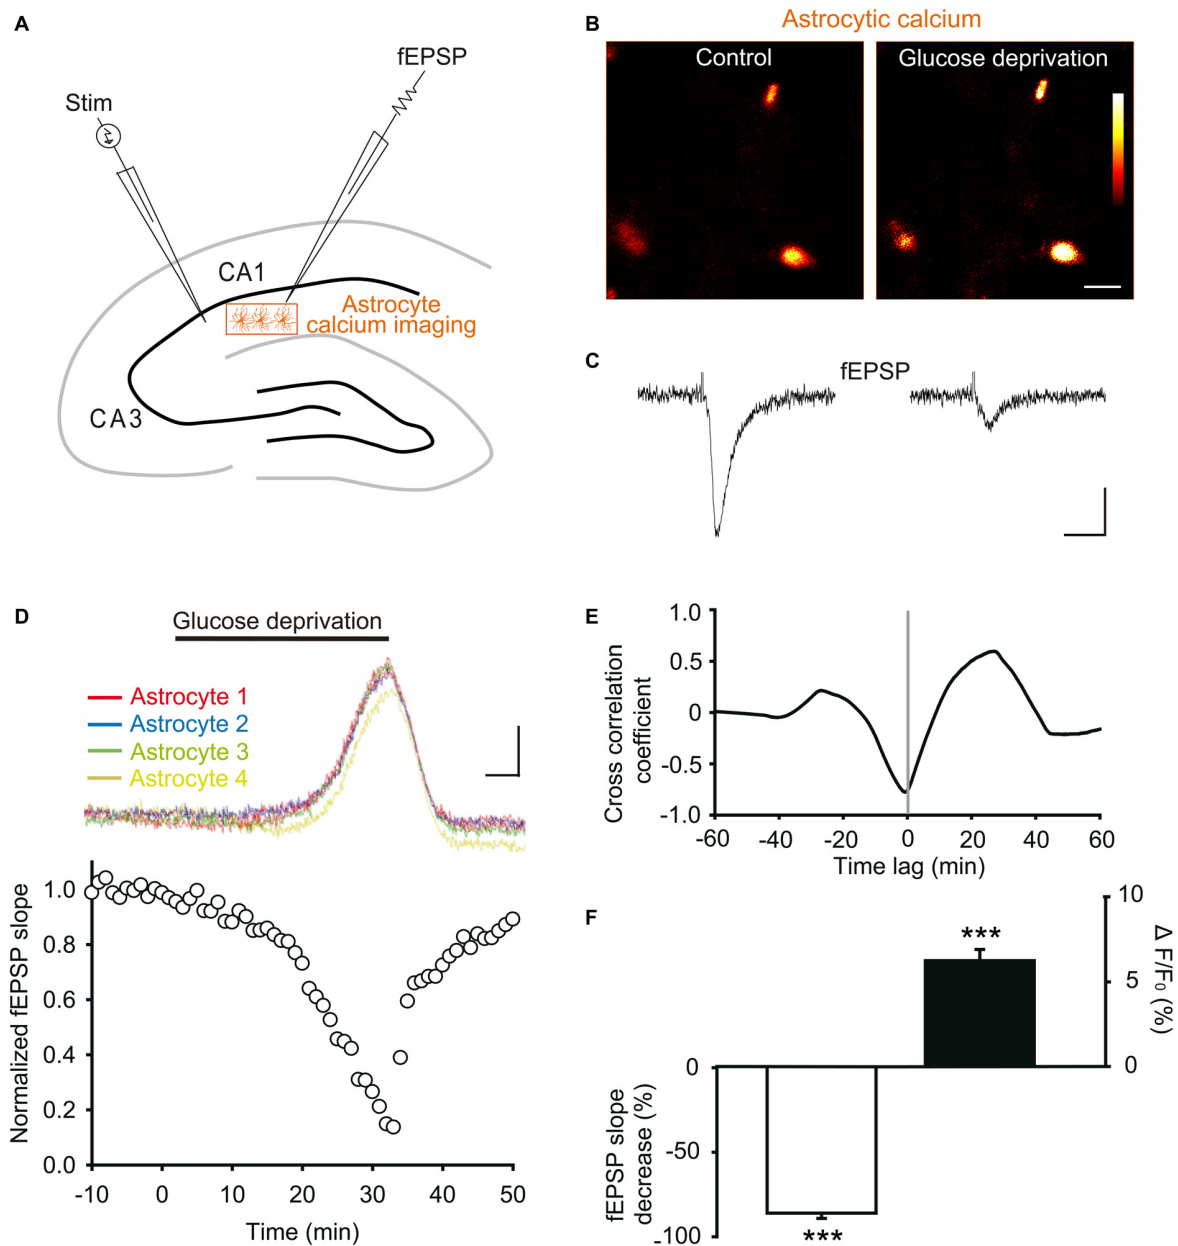 A
fEPSP
Stim
CA1
Astrocyte
calcium imaging
CA3
B
Astrocytic calcium
Control
Glucose deprivation
C
fEPSP
D
Glucose deprivation
Astrocyte 1
Astrocyte 2
Astrocyte 3
Astrocyte 4
Normalized fEPSP slope
1.0
0.8
0.6
0.4
0.2
0.0
-10 0 10 20 30 40 50
Time (min)
E
Cross correlation
coefficient
1.0
0.5
0
-0.5
-1.0
-60 -40 -20 0 20 40 60
Time lag (min)
F
***
10
5
0
Δ F/F₀ (%)
0
-50
-100
fEPSP slope
decrease (%)
***